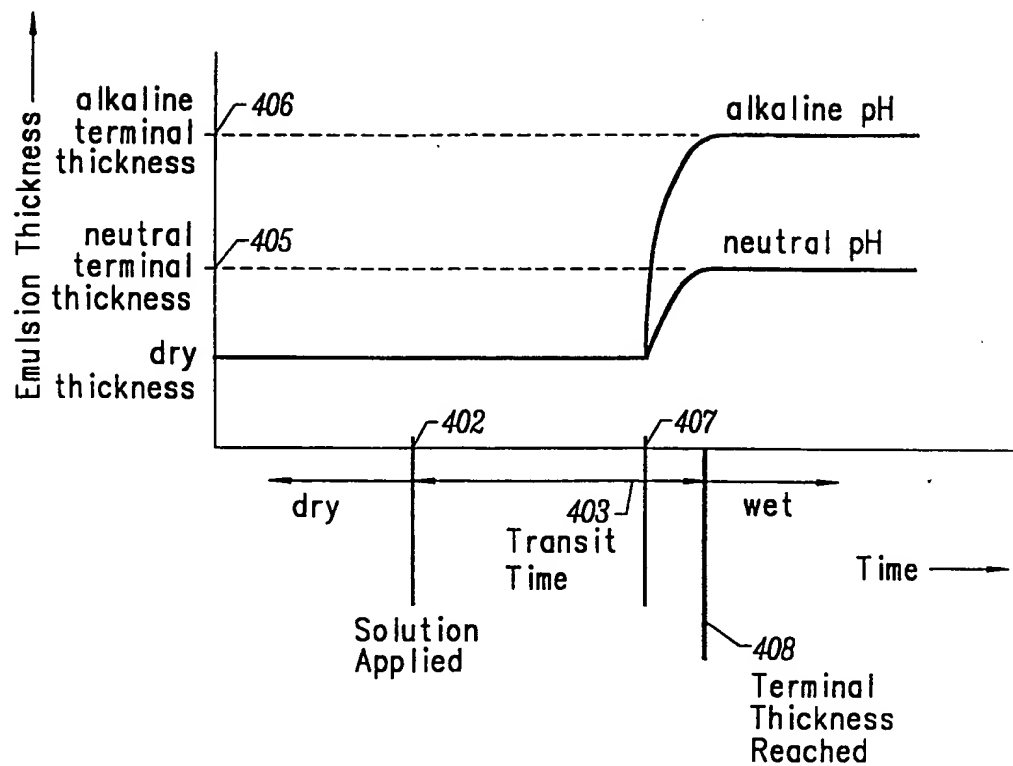 Emulsion Thickness
alkaline
terminal
thickness
406
alkaline pH
neutral
terminal
thickness
405
neutral pH
dry
thickness
402
407
dry
403
wet
Transit
Time
Time
Solution
Applied
408
Terminal
Thickness
Reached